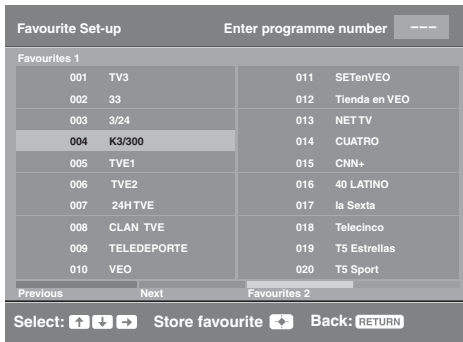 Favourite Set-up Enter programme number ---
Favourites 1
001 TV3 011 SETenVEO
002 33 012 Tienda en VEO
003 3/24 013 NET TV
004 K3/300 014 CUATRO
005 TVE1 015 CNN+
006 TVE2 016 40 LATINO
007 24H TVE 017 la Sexta
008 CLAN TVE 018 Telecinco
009 TELEDEPORTE 019 T5 Estrellas
010 VEO 020 T5 Sport
Previous Next Favourites 2
Select: ↑ ↓ → Store favourite Back: RETURN